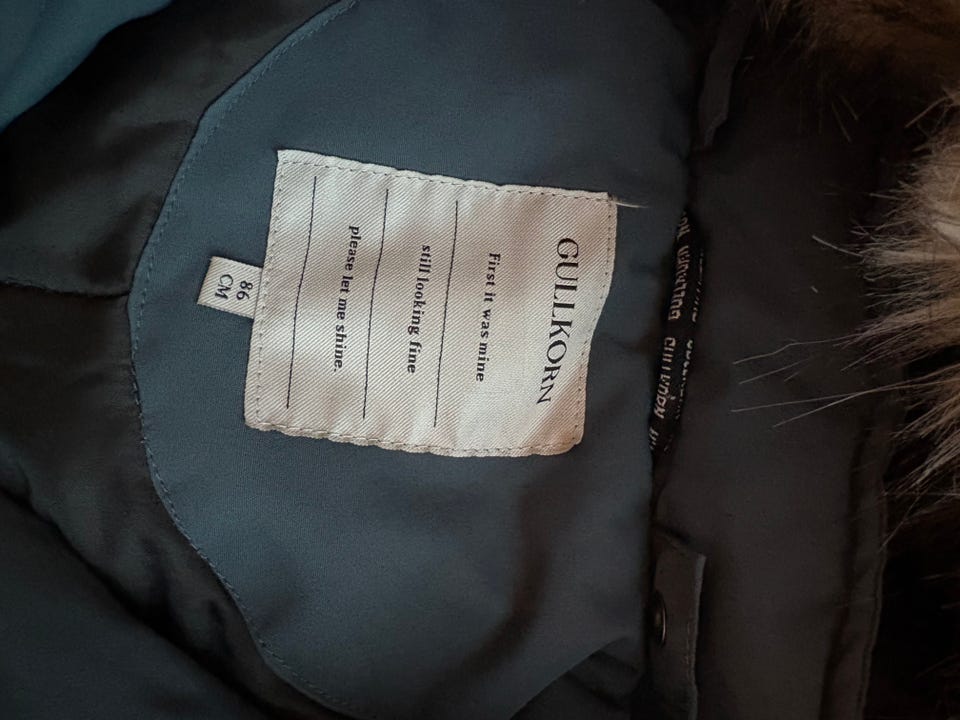 GULLKORN
First it was mine
still looking fine
please let me shine.
86
CM